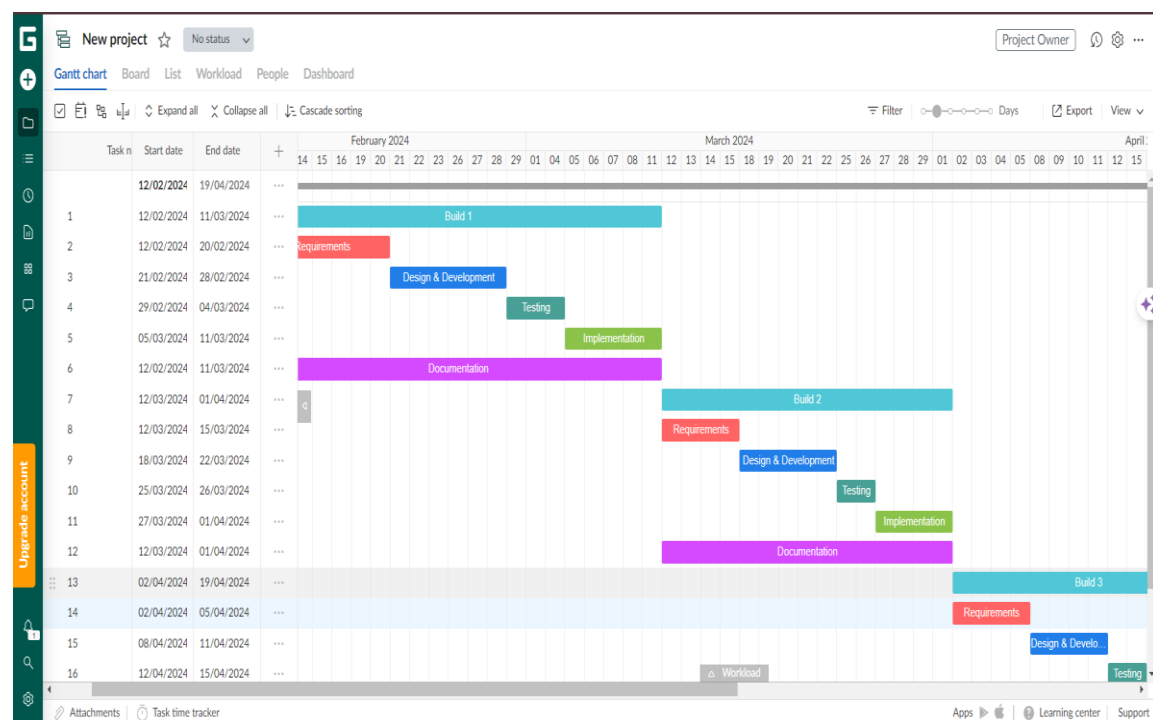 G New project No status Project Owner
Gantt chart Board List Workload People Dashboard
Expand all Collapse all Cascade sorting Filter Days Export View
February 2024 March 2024 April
Task n Start date End date 14 15 16 19 20 21 22 23 26 27 28 29 01 04 05 06 07 08 11 12 13 14 15 18 19 20 21 22 25 26 27 28 29 01 02 03 04 05 08 09 10 11 12 15
12/02/2024 19/04/2024
1 12/02/2024 11/03/2024 Build 1
2 12/02/2024 20/02/2024 Requirements
3 21/02/2024 28/02/2024 Design & Development
4 29/02/2024 04/03/2024 Testing
5 05/03/2024 11/03/2024 Implementation
6 12/02/2024 11/03/2024 Documentation
7 12/03/2024 01/04/2024 Build 2
8 12/03/2024 15/03/2024 Requirements
9 18/03/2024 22/03/2024 Design & Development
10 25/03/2024 26/03/2024 Testing
11 27/03/2024 01/04/2024 Implementation
12 12/03/2024 01/04/2024 Documentation
13 02/04/2024 19/04/2024 Build 3
14 02/04/2024 05/04/2024 Requirements
15 08/04/2024 11/04/2024 Design & Develo...
16 12/04/2024 15/04/2024 Workload Testing
Upgrade account
1
Attachments Task time tracker Apps Learning center Support